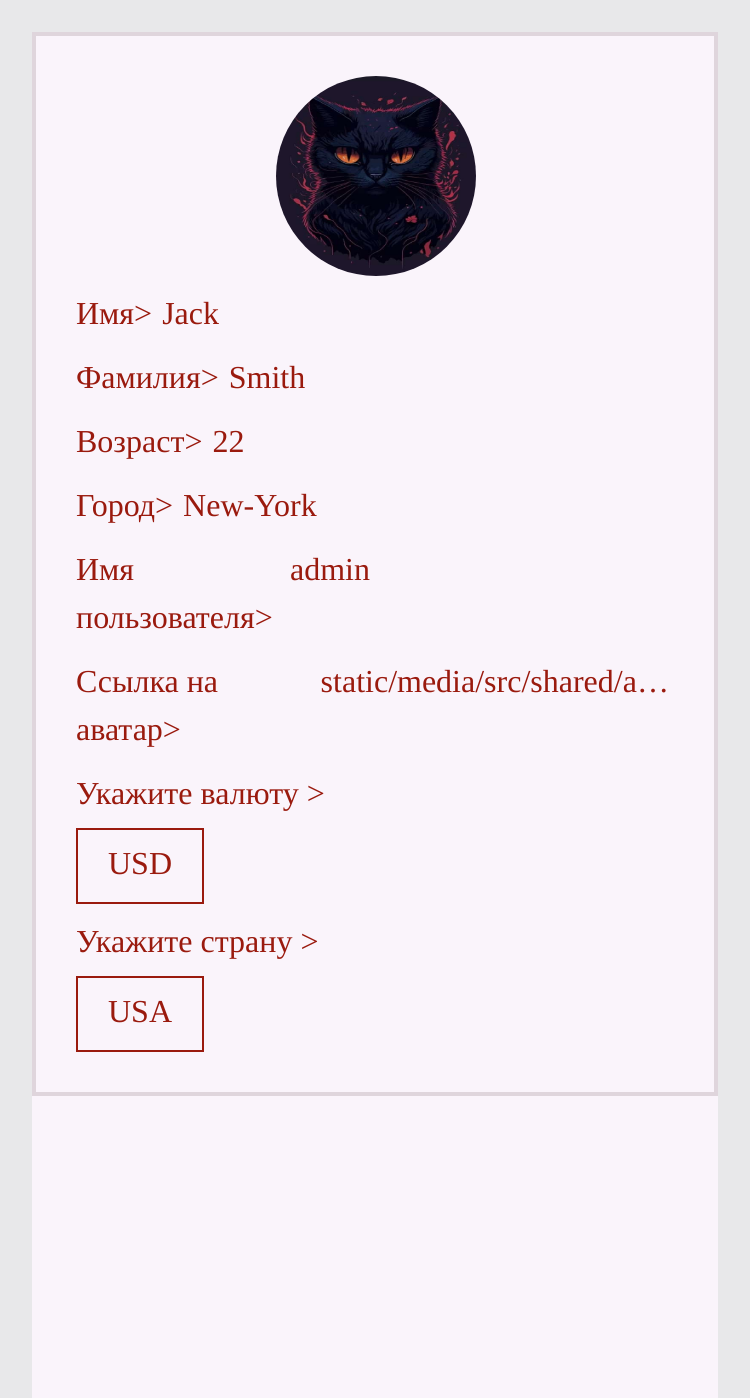 Имя> Jack
Фамилия> Smith
Возраст> 22
Город> New-York
Имя admin
пользователя>
Ссылка на static/media/src/shared/a…
аватар>
Укажите валюту >
USD
Укажите страну >
USA